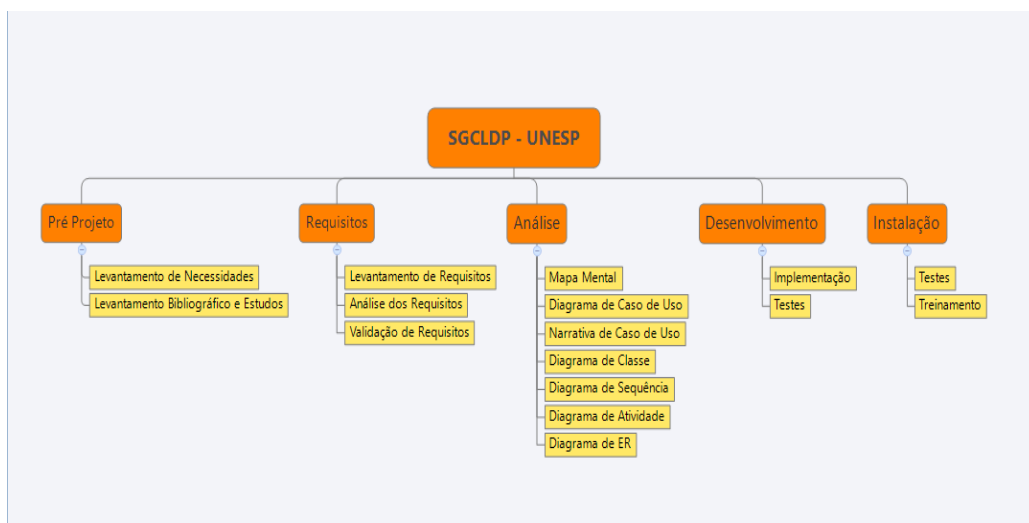 SGCLDP - UNESP
Pré Projeto
Levantamento de Necessidades
Levantamento Bibliográfico e Estudos
Requisitos
Levantamento de Requisitos
Análise dos Requisitos
Validação de Requisitos
Análise
Mapa Mental
Diagrama de Caso de Uso
Narrativa de Caso de Uso
Diagrama de Classe
Diagrama de Sequência
Diagrama de Atividade
Diagrama de ER
Desenvolvimento
Implementação
Testes
Instalação
Testes
Treinamento